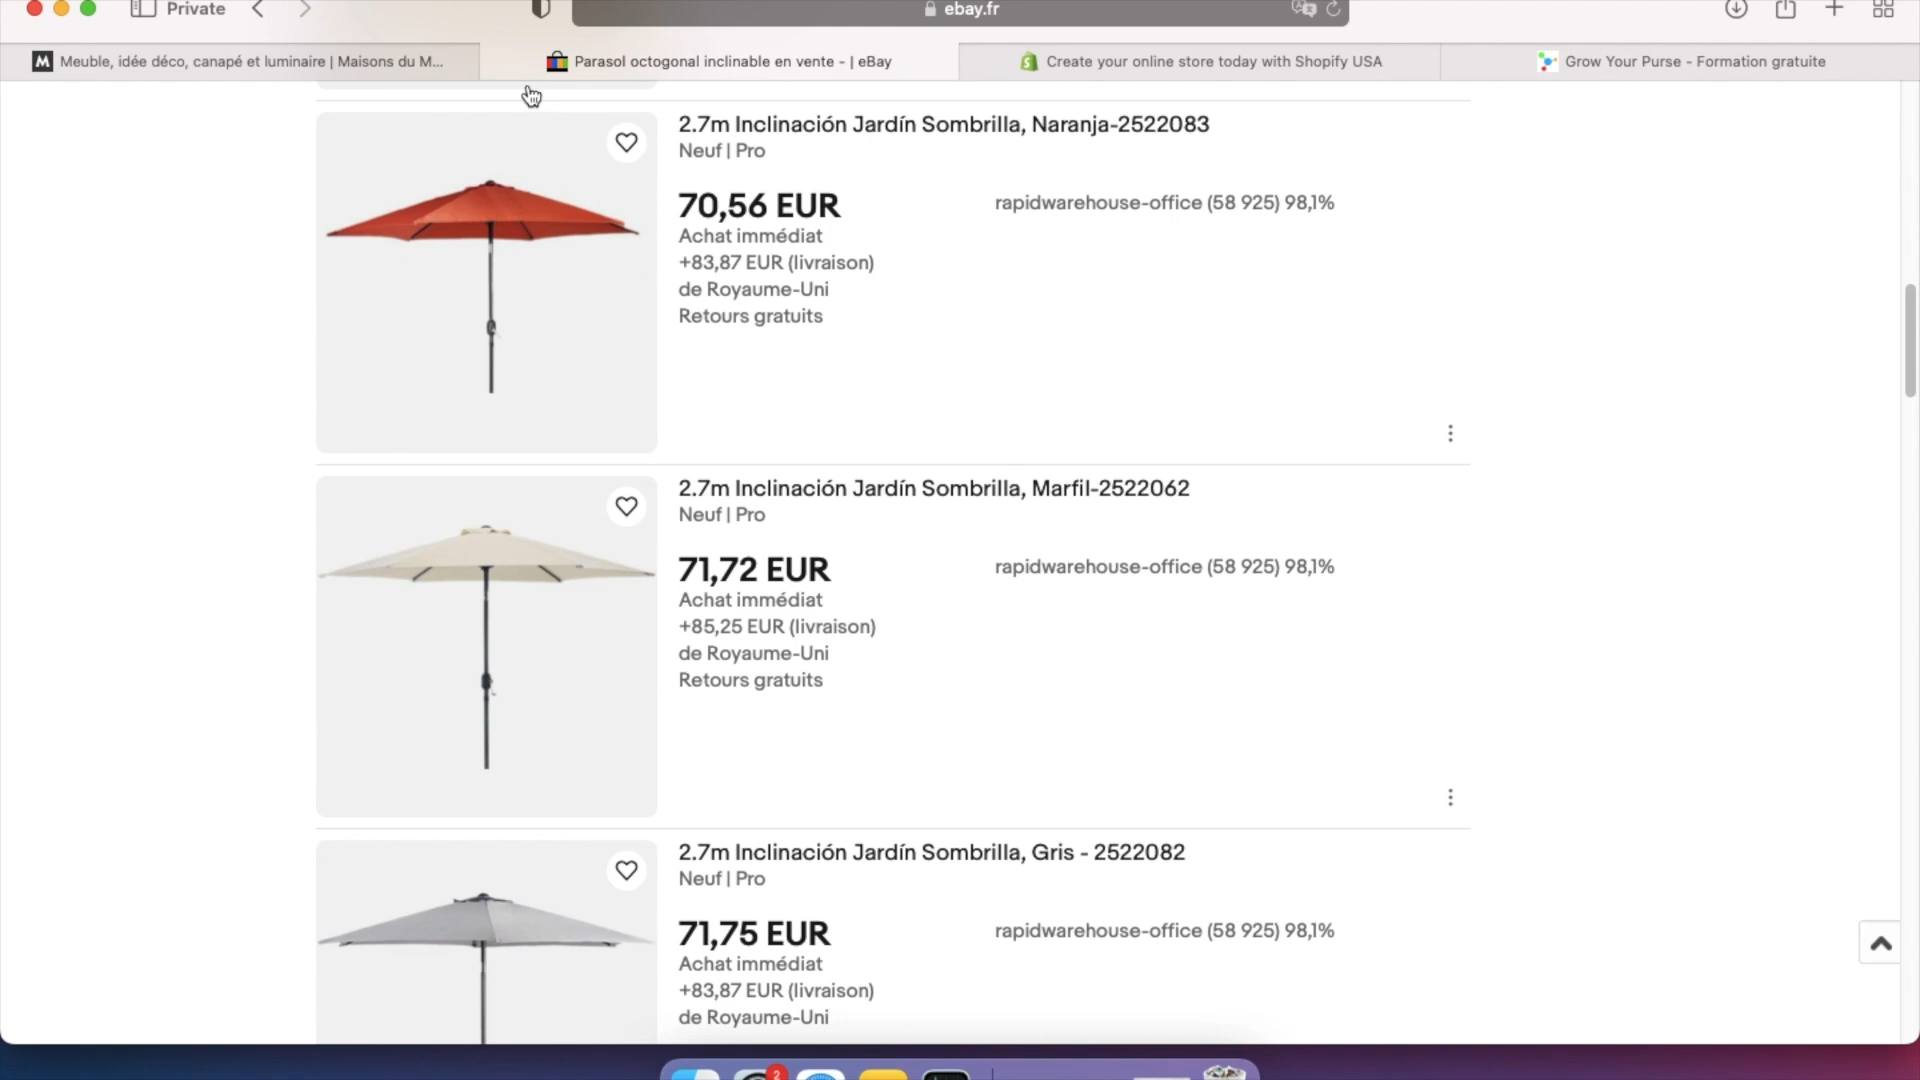 Private
ebay.fr
Meuble, idée déco, canapé et luminaire | Maisons du M...
Parasol octogonal inclinable en vente - | eBay
Create your online store today with Shopify USA
Grow Your Purse - Formation gratuite
2.7m Inclinación Jardín Sombrilla, Naranja-2522083
Neuf | Pro
70,56 EUR
rapidwarehouse-office (58 925) 98,1%
Achat immédiat
+83,87 EUR (livraison)
de Royaume-Uni
Retours gratuits
2.7m Inclinación Jardín Sombrilla, Marfil-2522062
Neuf | Pro
71,72 EUR
rapidwarehouse-office (58 925) 98,1%
Achat immédiat
+85,25 EUR (livraison)
de Royaume-Uni
Retours gratuits
2.7m Inclinación Jardín Sombrilla, Gris - 2522082
Neuf | Pro
71,75 EUR
rapidwarehouse-office (58 925) 98,1%
Achat immédiat
+83,87 EUR (livraison)
de Royaume-Uni
2